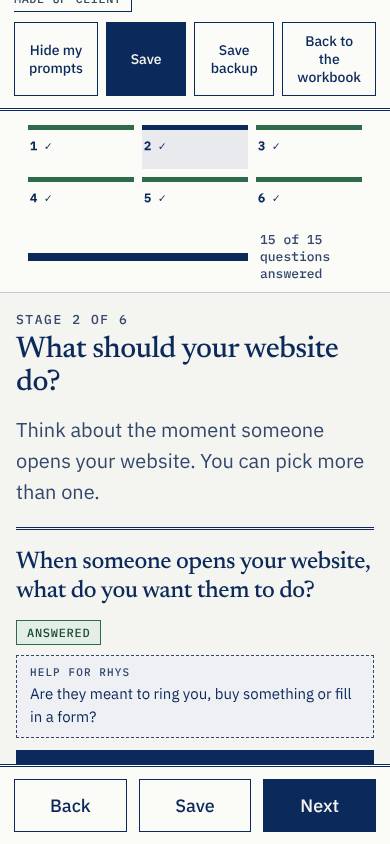 MADE UP CLIENT
Hide my
prompts
Save
Save
backup
Back to
the
workbook
1 ✓
2 ✓
3 ✓
4 ✓
5 ✓
6 ✓
15 of 15
questions
answered
STAGE 2 OF 6
What should your website
do?
Think about the moment someone
opens your website. You can pick more
than one.
When someone opens your website,
what do you want them to do?
ANSWERED
HELP FOR RHYS
Are they meant to ring you, buy something or fill
in a form?
Back
Save
Next